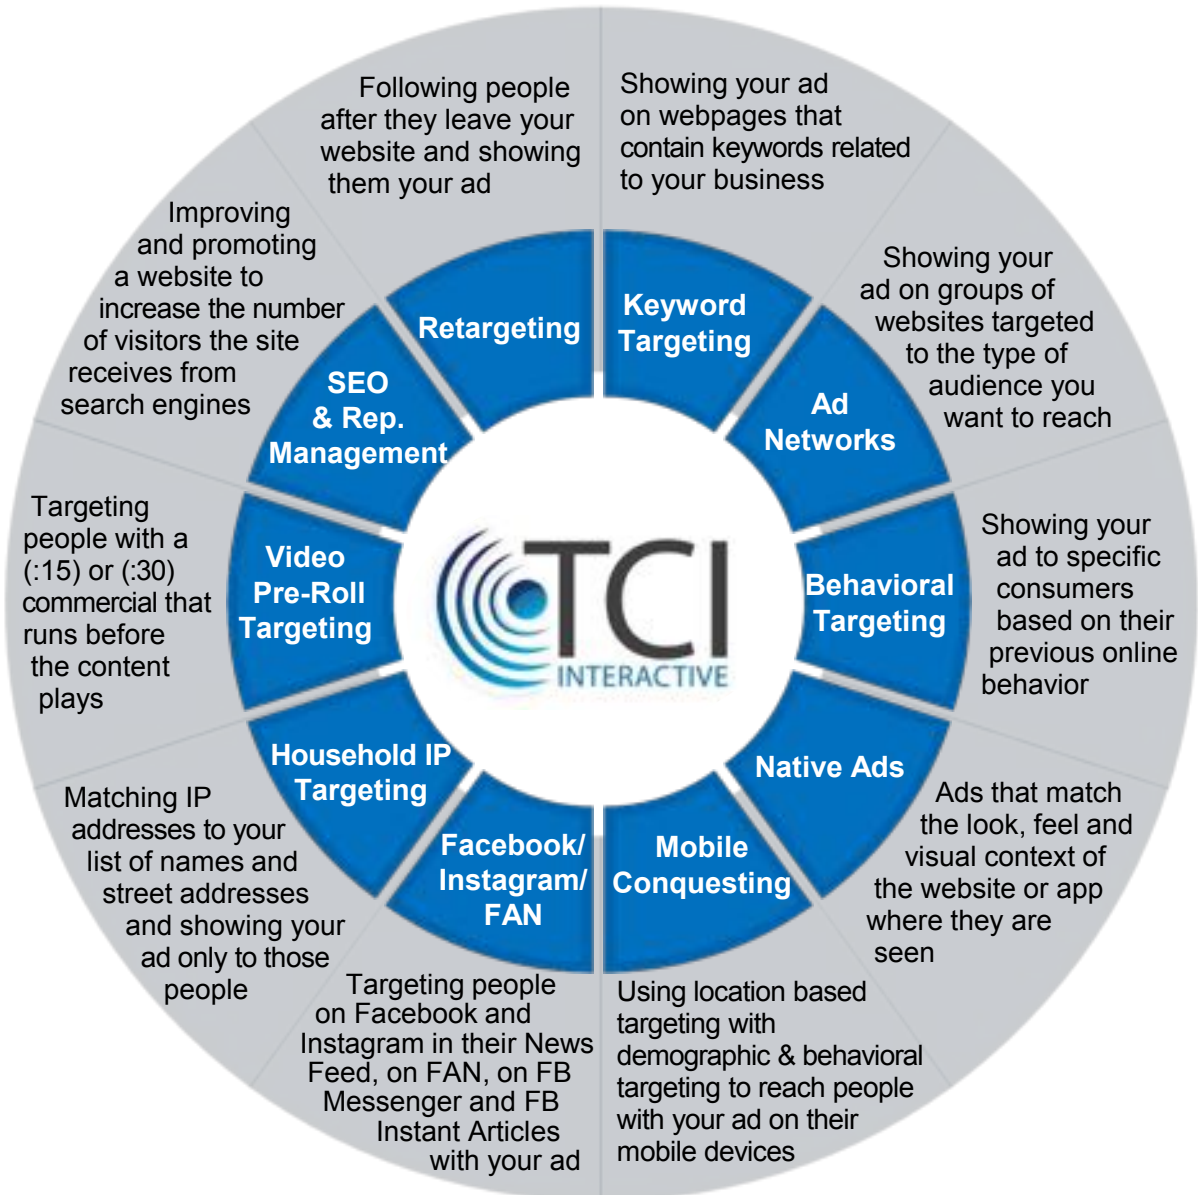 Following people
after they leave your
website and showing
them your ad
Showing your ad
on webpages that
contain keywords related
to your business
Improving
and promoting
a website to
increase the number
of visitors the site
receives from
search engines
Showing your
ad on groups of
websites targeted
to the type of
audience you
want to reach
Retargeting
Keyword
Targeting
SEO
& Rep.
Management
Ad
Networks
Targeting
people with a
(:15) or (:30)
commercial that
runs before
the content
plays
Video
Pre-Roll
Targeting
TCI
INTERACTIVE
Behavioral
Targeting
Showing your
ad to specific
consumers
based on their
previous online
behavior
Household IP
Targeting
Native Ads
Matching IP
addresses to your
list of names and
street addresses
and showing your
ad only to those
people
Facebook/
Instagram/
FAN
Mobile
Conquesting
Ads that match
the look, feel and
visual context of
the website or app
where they are
seen
Targeting people
on Facebook and
Instagram in their News
Feed, on FAN, on FB
Messenger and FB
Instant Articles
with your ad
Using location based
targeting with
demographic & behavioral
targeting to reach people
with your ad on their
mobile devices